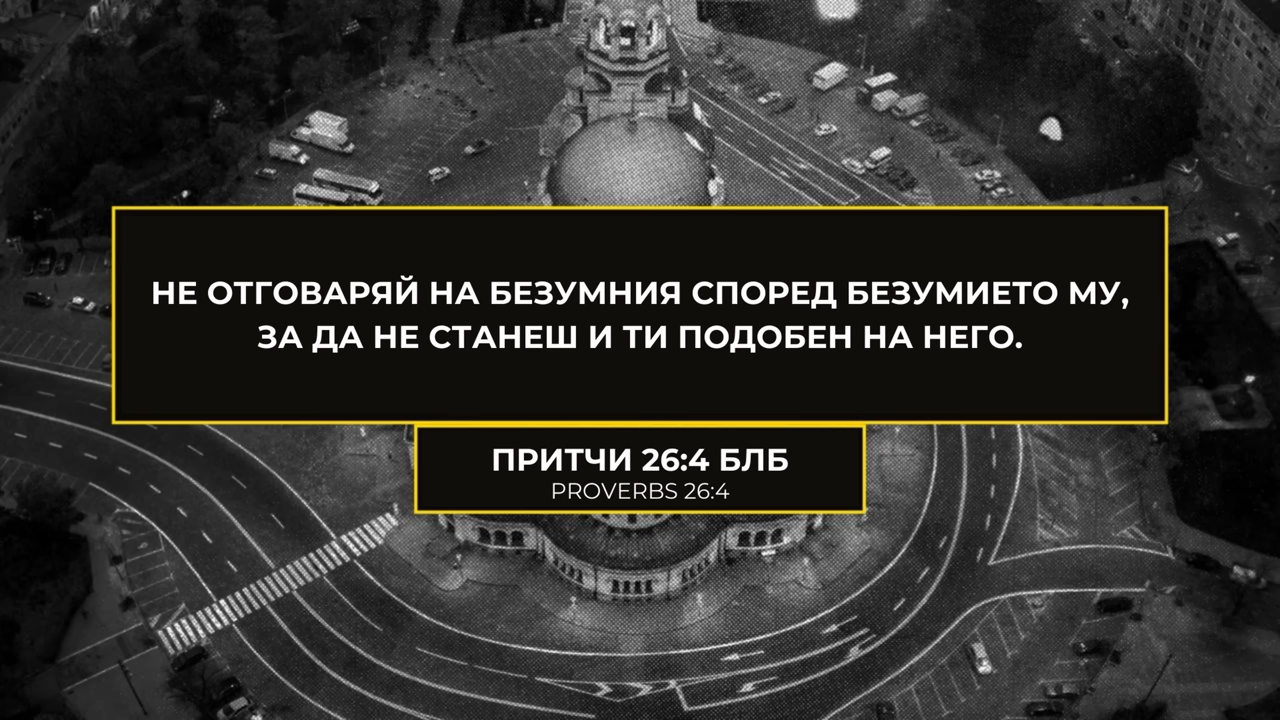 НЕ ОТГОВАРЯЙ НА БЕЗУМНИЯ СПОРЕД БЕЗУМИЕТО МУ,
ЗА ДА НЕ СТАНЕШ И ТИ ПОДОБЕН НА НЕГО.
ПРИТЧИ 26:4 БЛБ
PROVERBS 26:4